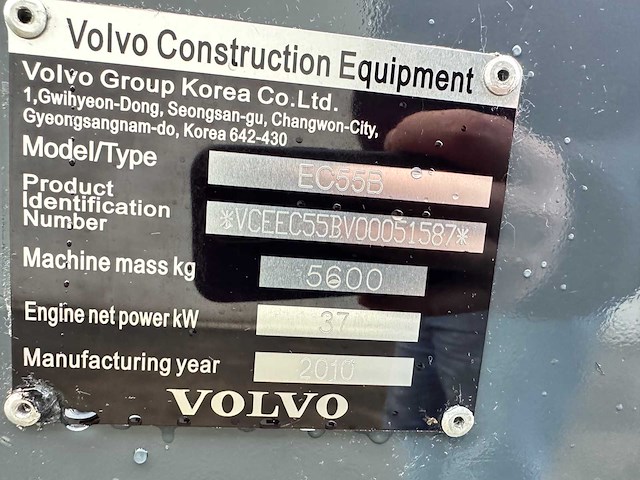 Volvo Construction Equipment
Volvo Group Korea Co.Ltd.
1,Gwihyeon-Dong, Seongsan-gu, Changwon-City,
Gyeongsangnam-do, Korea 642-430
Model/Type
EC55B
Product
Identification
Number
*VCEEC55BV00051587*
Machine mass kg
5600
Engine net power kW
37
Manufacturing year
2010
VOLVO